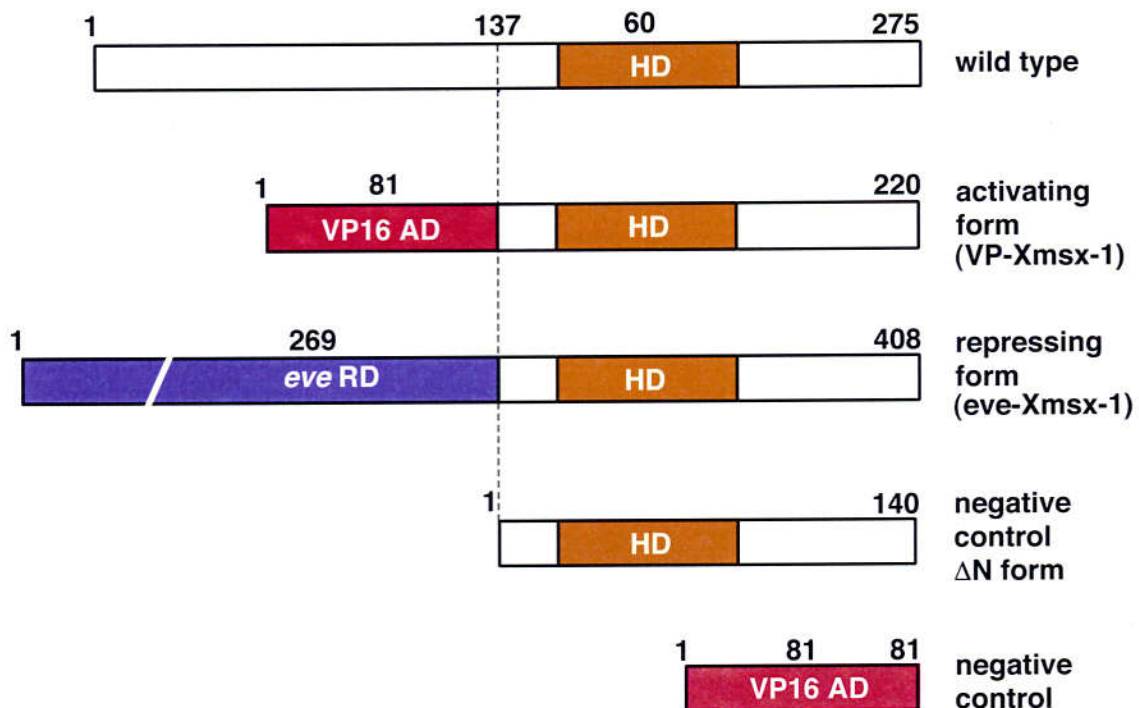 1 137 60 275
HD
wild type
1 81 220
VP16 AD HD
activating
form
(VP-Xmsx-1)
1 269 408
eve RD HD
repressing
form
(eve-Xmsx-1)
1 140
HD
negative
control
ΔN form
1 81 81
VP16 AD
negative
control